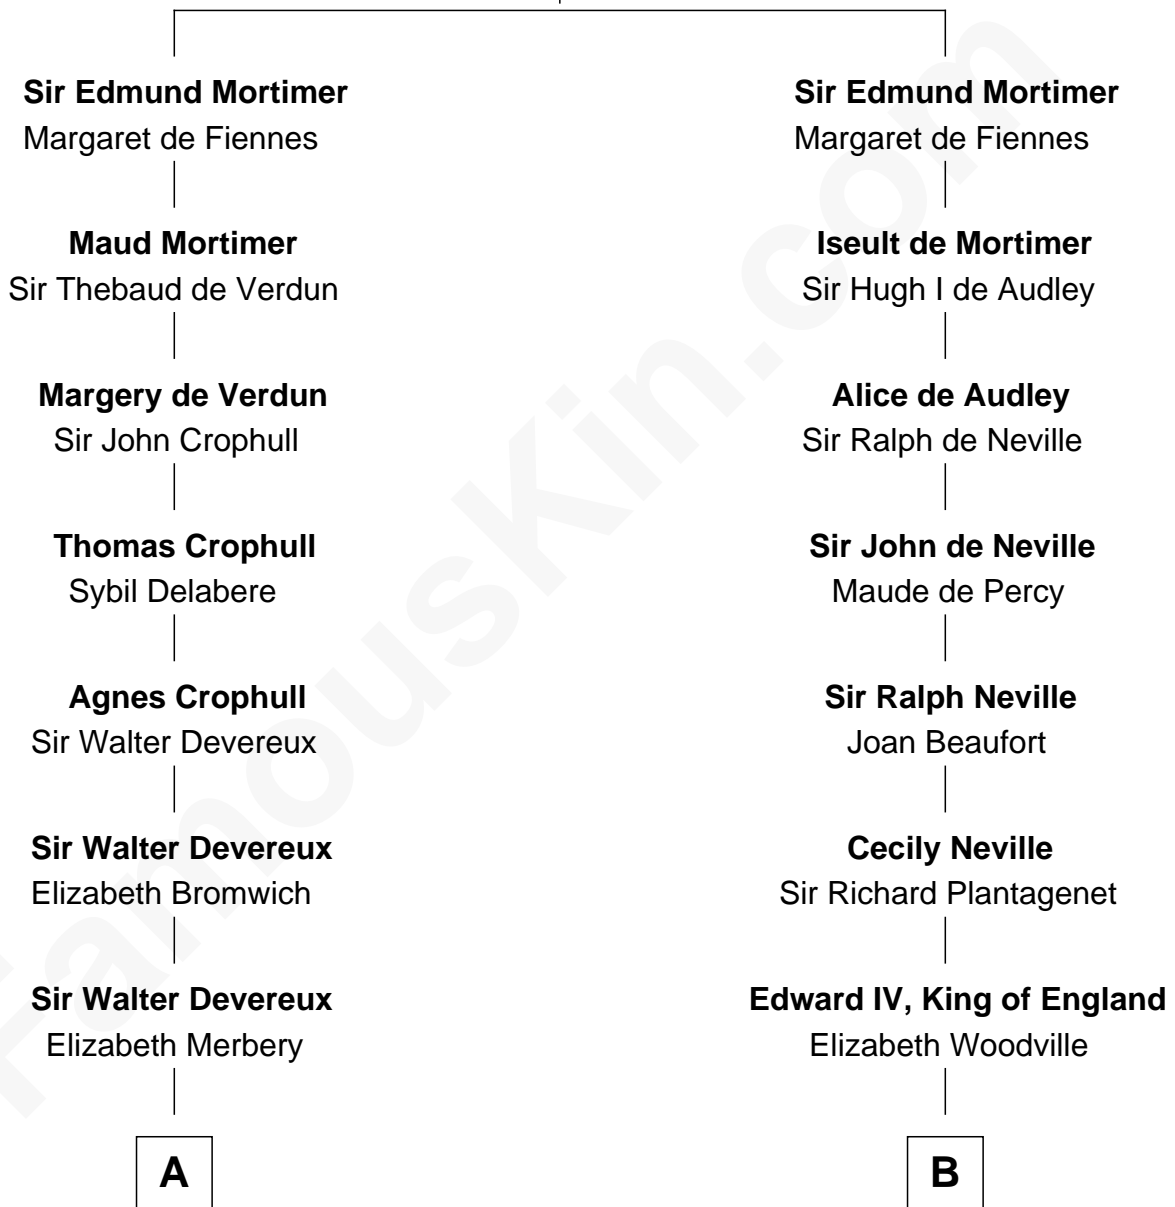 Sir Edmund Mortimer
Margaret de Fiennes
Maud Mortimer
Sir Thebaud de Verdun
Margery de Verdun
Sir John Crophull
Thomas Crophull
Sybil Delabere
Agnes Crophull
Sir Walter Devereux
Sir Walter Devereux
Elizabeth Bromwich
Sir Walter Devereux
Elizabeth Merbery
A
Sir Edmund Mortimer
Margaret de Fiennes
Iseult de Mortimer
Sir Hugh I de Audley
Alice de Audley
Sir Ralph de Neville
Sir John de Neville
Maude de Percy
Sir Ralph Neville
Joan Beaufort
Cecily Neville
Sir Richard Plantagenet
Edward IV, King of England
Elizabeth Woodville
B
FamousKin.com